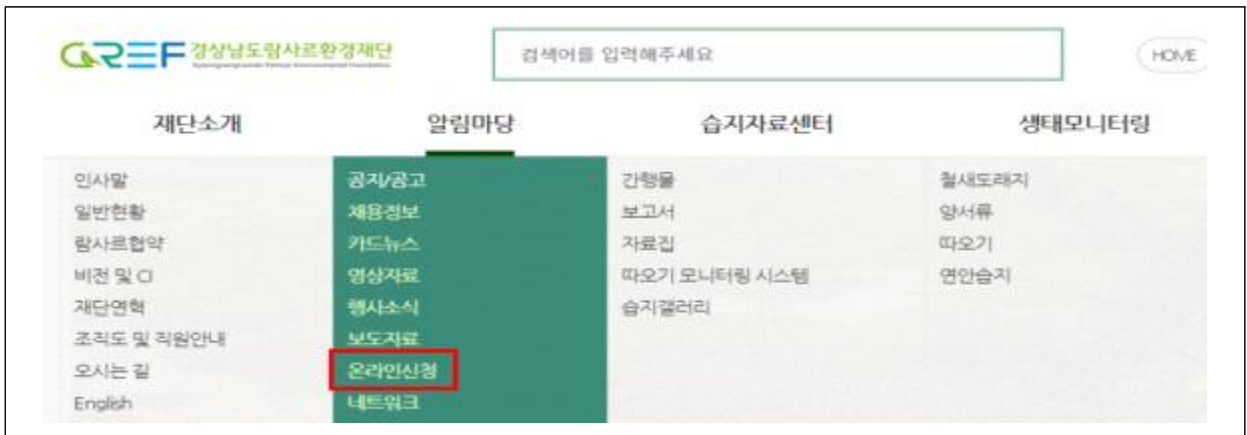 GREF 경상남도람사르환경재단
검색어를 입력해주세요
HOME
재단소개 알림마당 습지자료센터 생태모니터링
인사말 공지/공고 간행물 철새도래지
일반현황 채용정보 보고서 양서류
람사르협약 카드뉴스 자료집 따오기
비전 및 CI 영상자료 따오기 모니터링 시스템 연안습지
재단연혁 행사소식 습지갤러리
조직도 및 직원안내 보도자료
오시는 길 온라인신청
English 네트워크